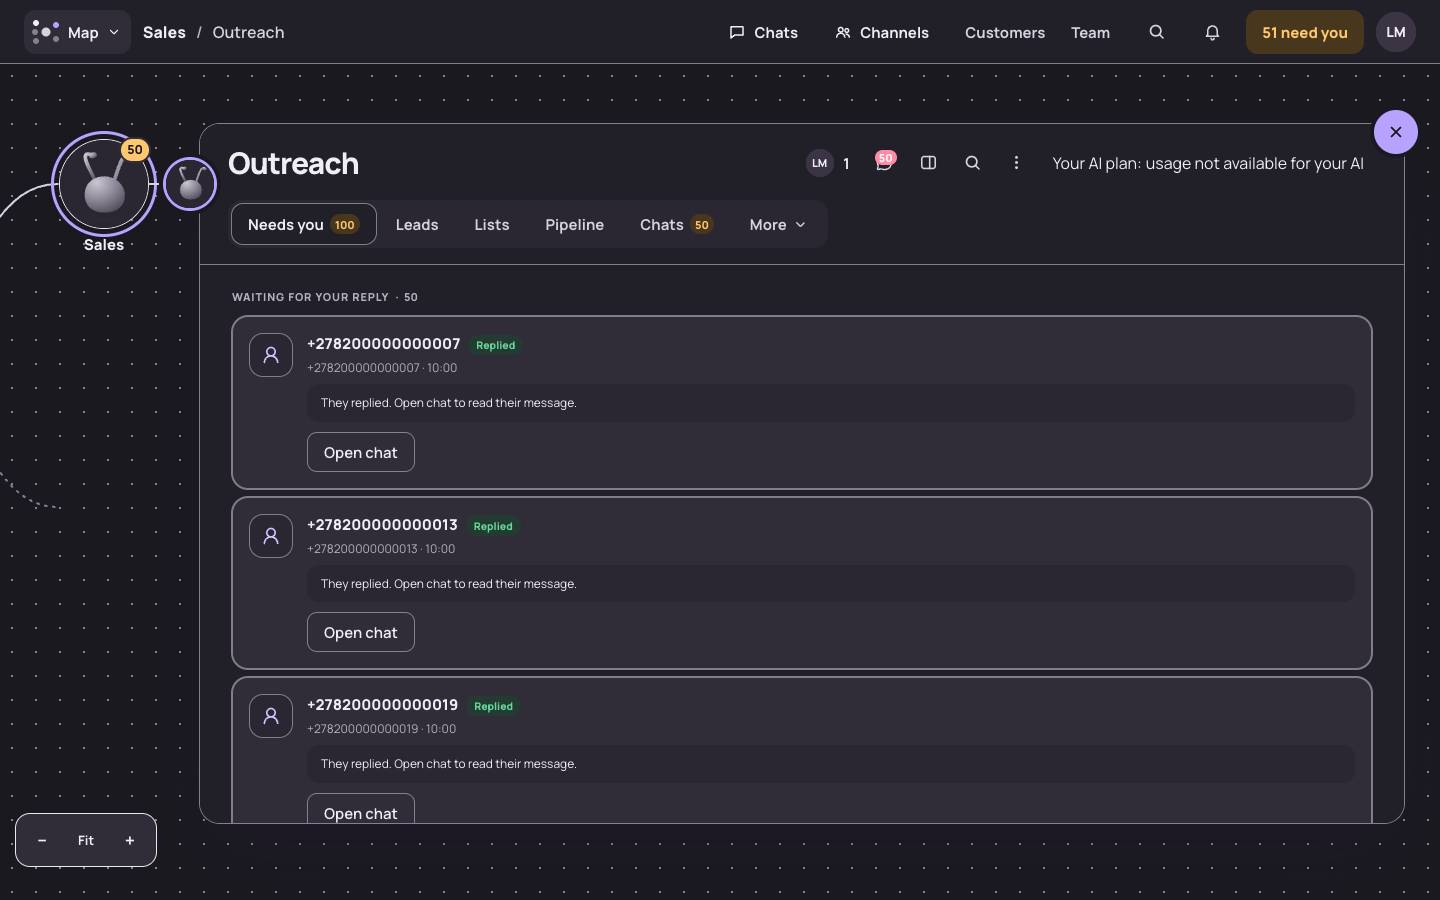 Map
Sales / Outreach
Chats
Channels
Customers
Team
51 need you
LM
50
Sales
Outreach
LM 1
50
Your AI plan: usage not available for your AI
Needs you 100
Leads
Lists
Pipeline
Chats 50
More
WAITING FOR YOUR REPLY · 50
+278200000000007 Replied
+278200000000007 · 10:00
They replied. Open chat to read their message.
Open chat
+278200000000013 Replied
+278200000000013 · 10:00
They replied. Open chat to read their message.
Open chat
+278200000000019 Replied
+278200000000019 · 10:00
They replied. Open chat to read their message.
Open chat
− Fit +